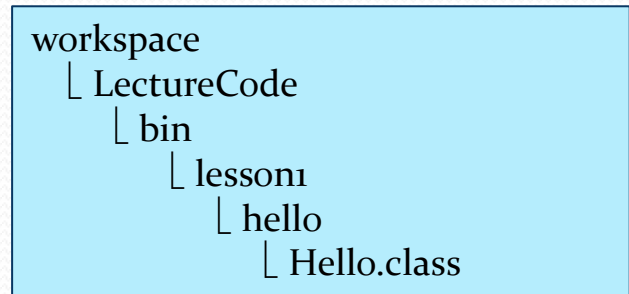 workspace
⎣ LectureCode
⎣ bin
⎣ lesson1
⎣ hello
⎣ Hello.class